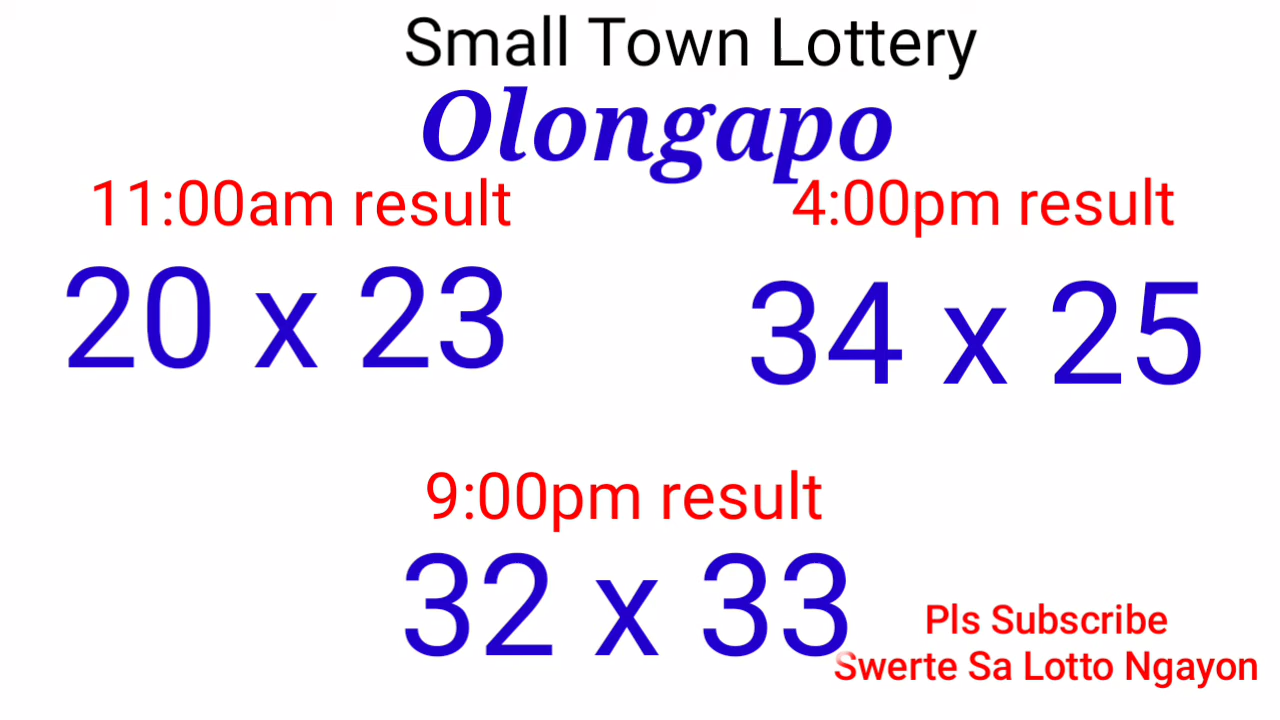 Small Town Lottery
Olongapo
11:00am result
20 x 23
4:00pm result
34 x 25
9:00pm result
32 x 33
Pls Subscribe
Swerte Sa Lotto Ngayon